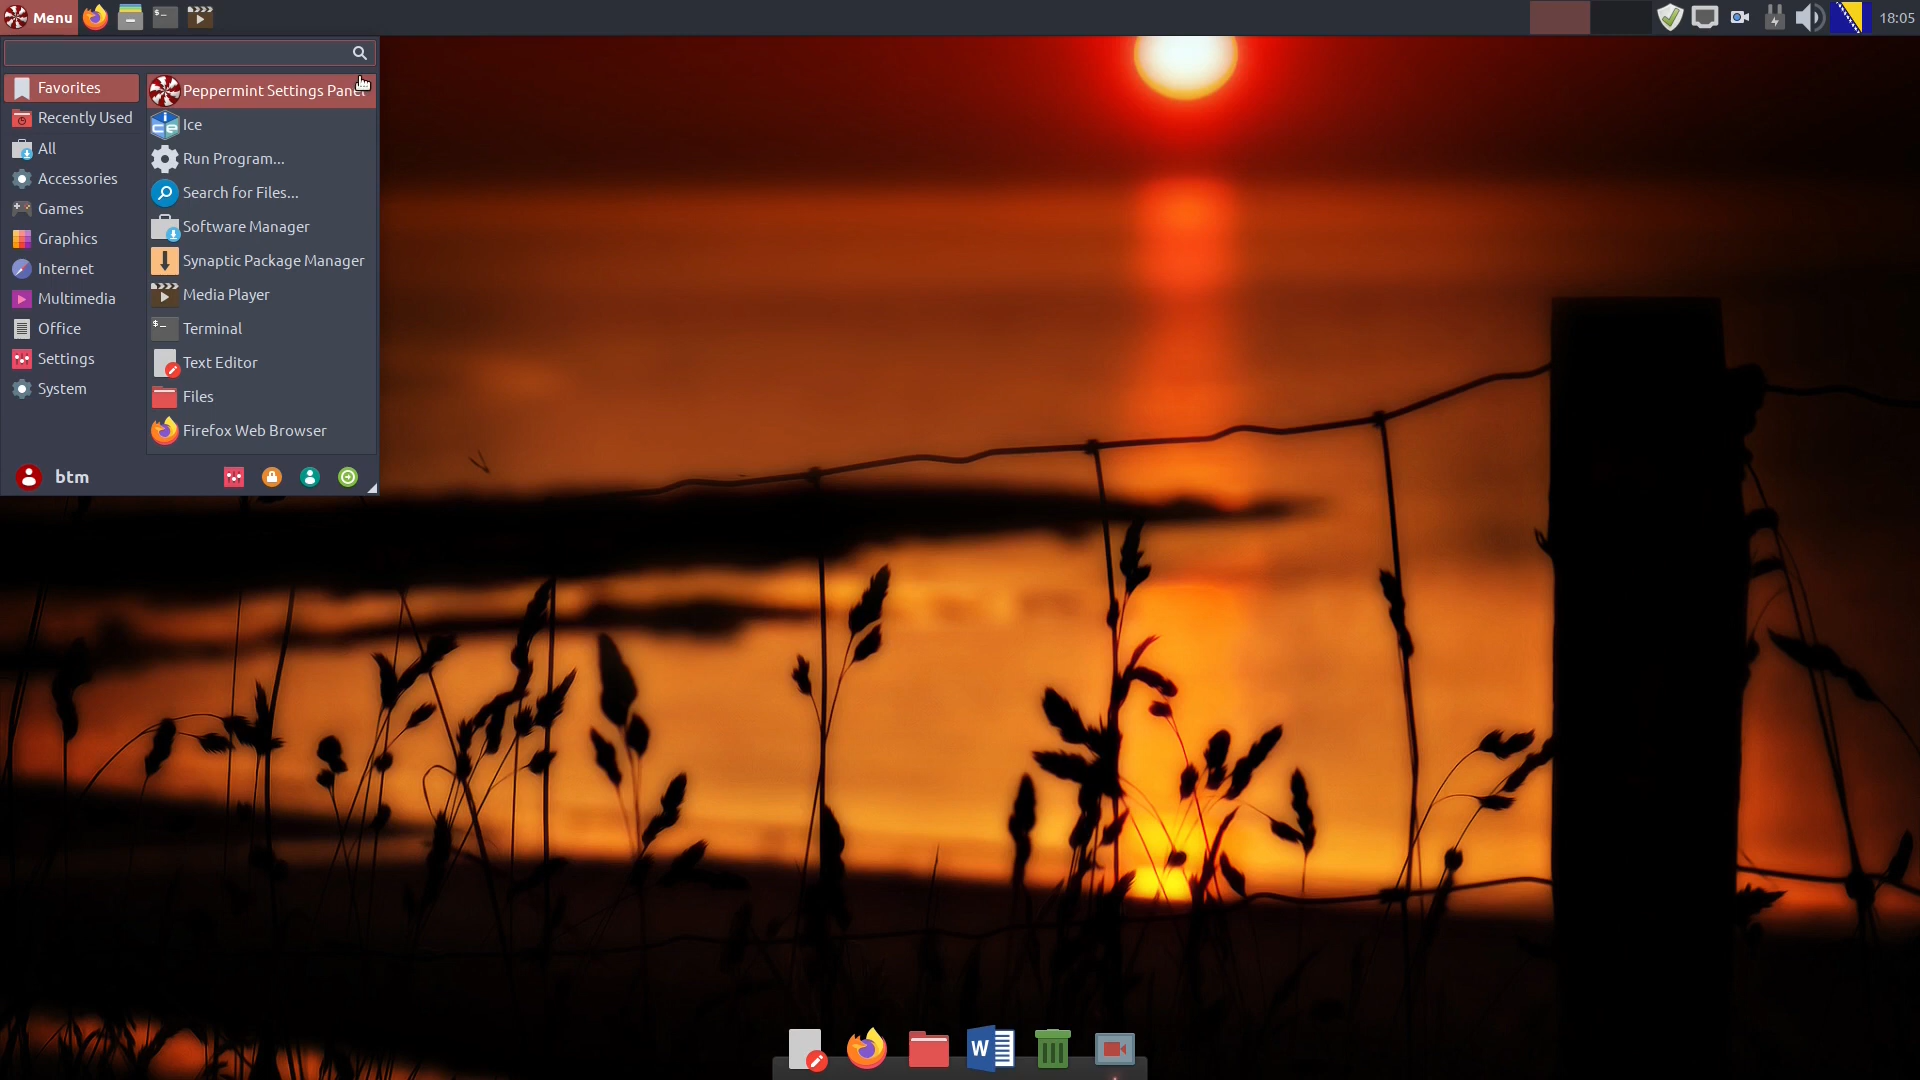 Menu
18:05
Favorites
Recently Used
All
Accessories
Games
Graphics
Internet
Multimedia
Office
Settings
System
Peppermint Settings Panel
Ice
Run Program...
Search for Files...
Software Manager
Synaptic Package Manager
Media Player
Terminal
Text Editor
Files
Firefox Web Browser
btm
W